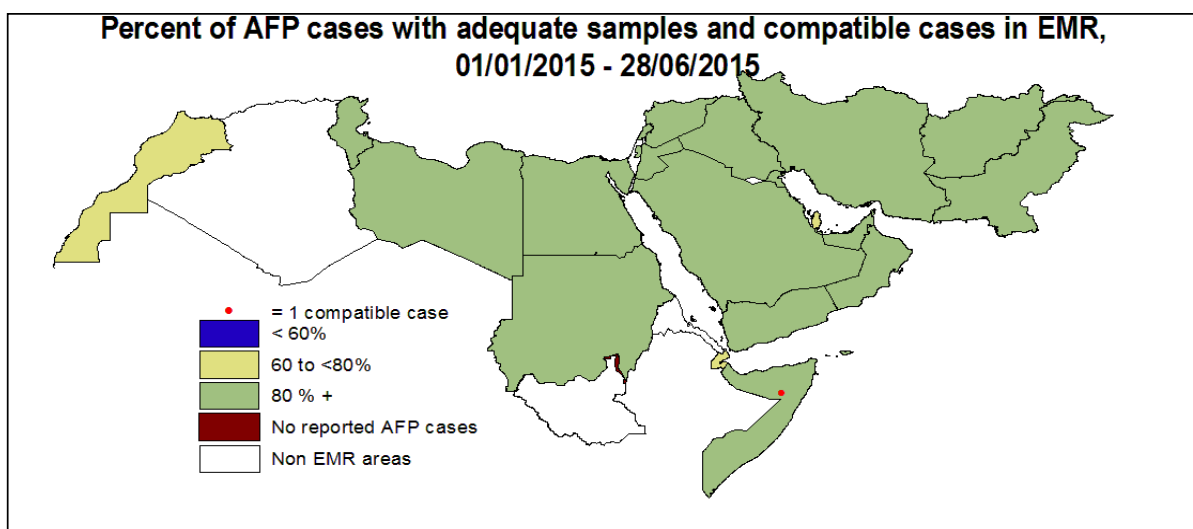 Percent of AFP cases with adequate samples and compatible cases in EMR,
01/01/2015 - 28/06/2015
= 1 compatible case
< 60%
60 to <80%
80 % +
No reported AFP cases
Non EMR areas